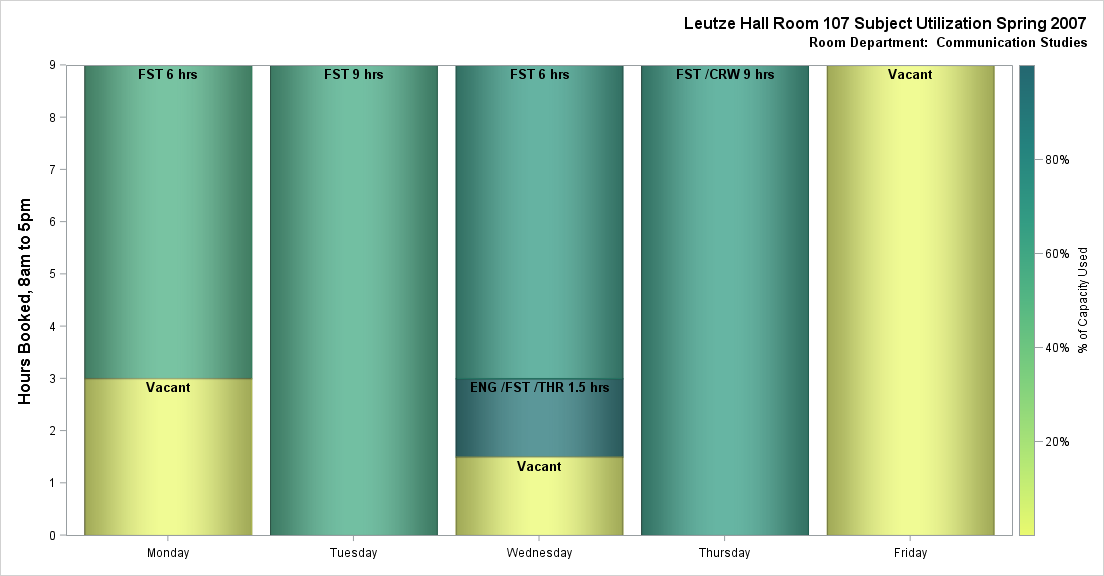 Leutze Hall Room 107 Subject Utilization Spring 2007
Room Department:  Communication Studies
Hours Booked, 8am to 5pm
9
8
7
6
5
4
3
2
1
0
FST 6 hrs
Vacant
FST 9 hrs
FST 6 hrs
ENG /FST /THR 1.5 hrs
Vacant
FST /CRW 9 hrs
Vacant
Monday
Tuesday
Wednesday
Thursday
Friday
80%
60%
40%
20%
% of Capacity Used